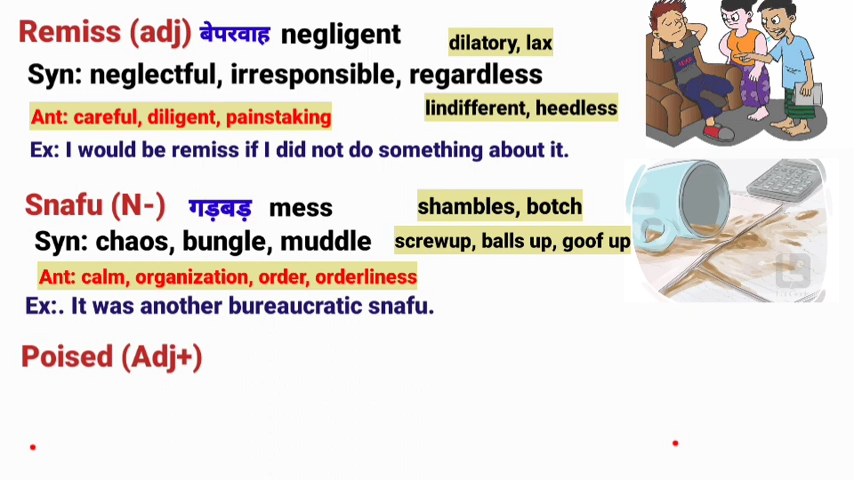 Remiss (adj) बेपरवाह negligent
dilatory, lax
Syn: neglectful, irresponsible, regardless
lindifferent, heedless
Ant: careful, diligent, painstaking
Ex: I would be remiss if I did not do something about it.
Snafu (N-) गड़बड़ mess
shambles, botch
Syn: chaos, bungle, muddle
screwup, balls up, goof up
Ant: calm, organization, order, orderliness
Ex:. It was another bureaucratic snafu.
Poised (Adj+)